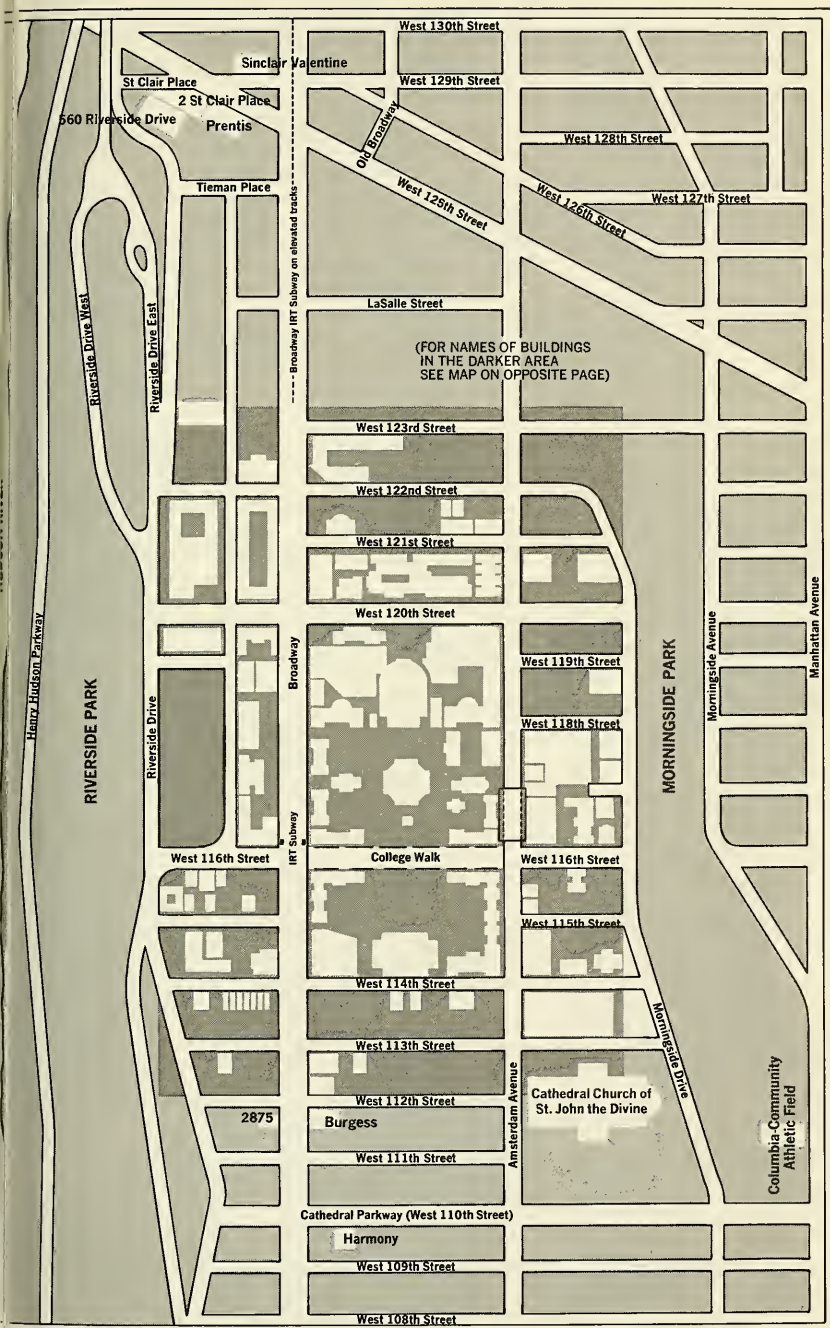 West 130th Street
Sinclair Valentine
St Clair Place
West 129th Street
2 St Clair Place
560 Riverside Drive
Prentis
Old Broadway
West 128th Street
Tieman Place
West 125th Street
West 126th Street
West 127th Street
Broadway IRT Subway on elevatad tracks
LaSalle Street
Riverside Drive West
Riverside Drive East
(FOR NAMES OF BUILDINGS
IN THE DARKER AREA
SEE MAP ON OPPOSITE PAGE)
West 123rd Street
West 122nd Street
West 121st Street
West 120th Street
Henry Hudson Parkway
RIVERSIDE PARK
Riverside Drive
Broadway
West 119th Street
West 118th Street
MORNINGSIDE PARK
Morningside Avenue
Manhattan Avenue
IRT Subway
West 116th Street
College Walk
West 116th Street
West 115th Street
West 114th Street
West 113th Street
Morningside Drive
West 112th Street
Amsterdam Avenue
Cathedral Church of
St. John the Divine
2875
Burgess
West 111th Street
Columbia-Community
Athletic Field
Cathedral Parkway (West 110th Street)
Harmony
West 109th Street
West 108th Street